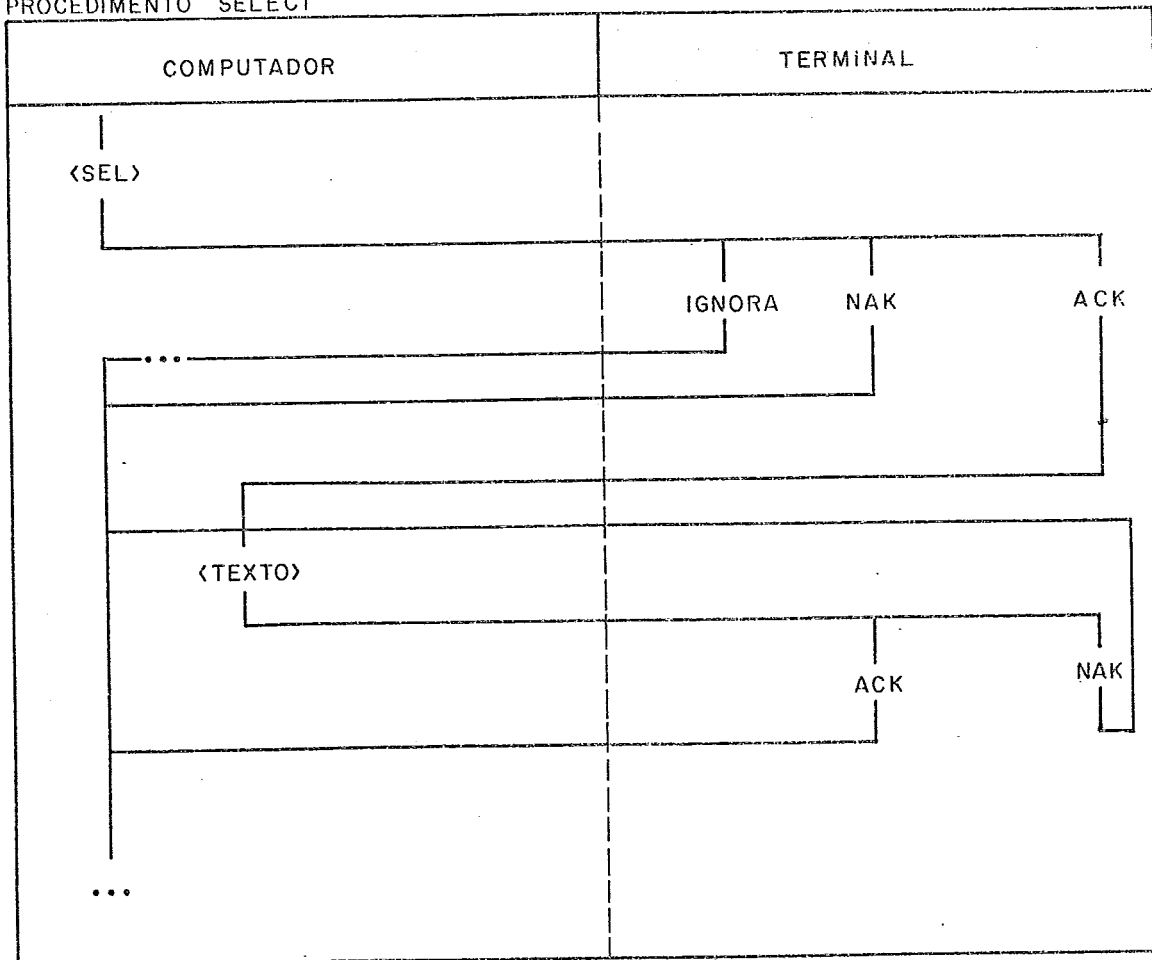 PROCEDIMENTO SELECT
COMPUTADOR
TERMINAL
<SEL>
IGNORA NAK ACK
...
<TEXTO>
ACK NAK
...